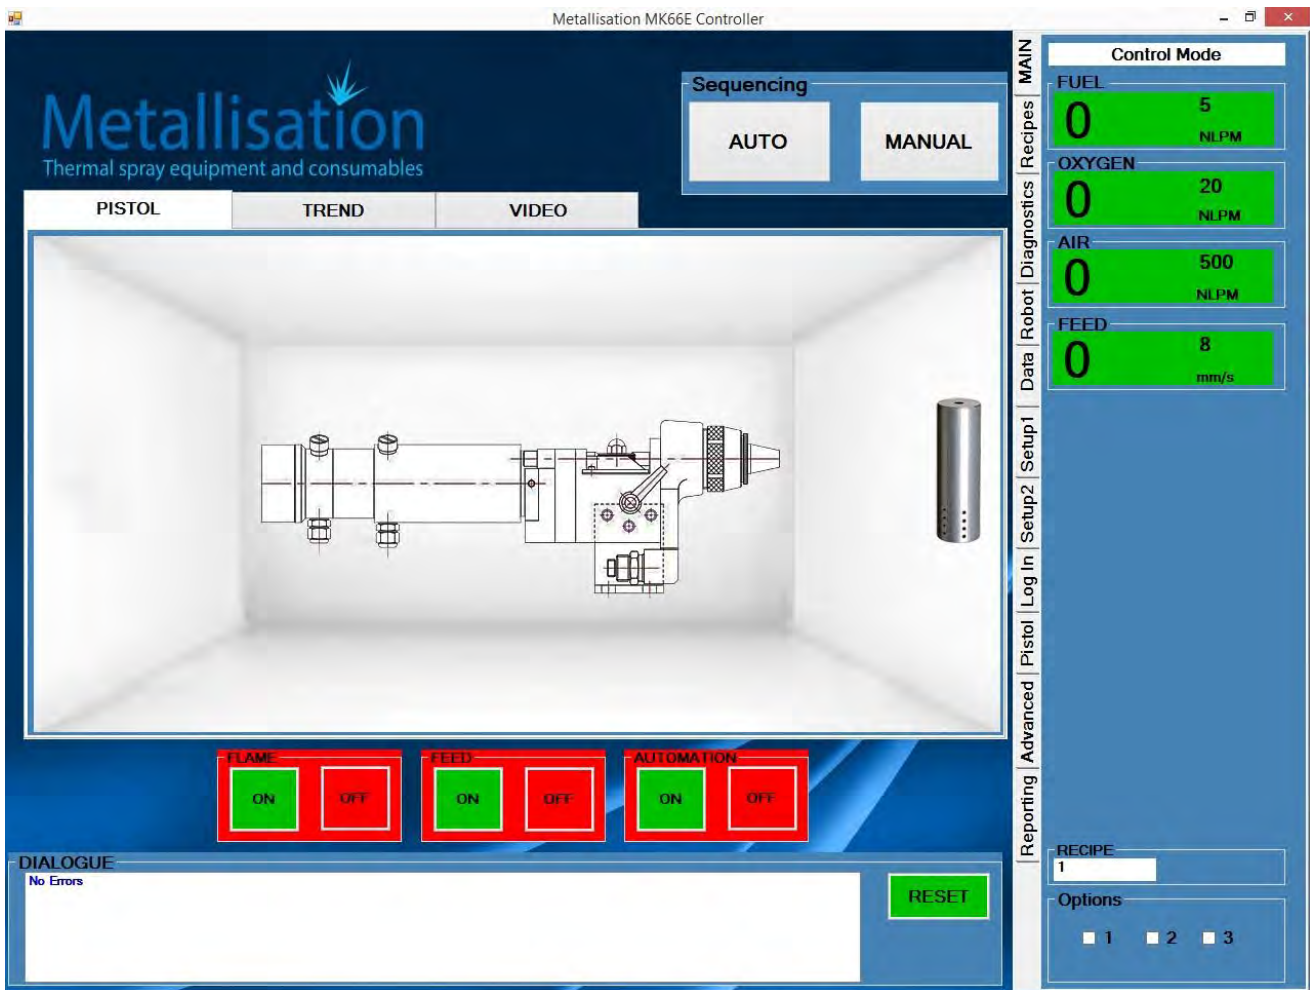 Metallisation MK66E Controller
Metallisation
Thermal spray equipment and consumables
Sequencing
AUTO
MANUAL
PISTOL
TREND
VIDEO
FLAME
ON
OFF
FEED
ON
OFF
AUTOMATION
ON
OFF
DIALOGUE
No Errors
RESET
MAIN
Recipes
Diagnostics
Robot
Data
Setup1
Setup2
Log In
Pistol
Advanced
Reporting
Control Mode
FUEL
0
5
NLPM
OXYGEN
0
20
NLPM
AIR
0
500
NLPM
FEED
0
8
mm/s
RECIPE
1
Options
1
2
3